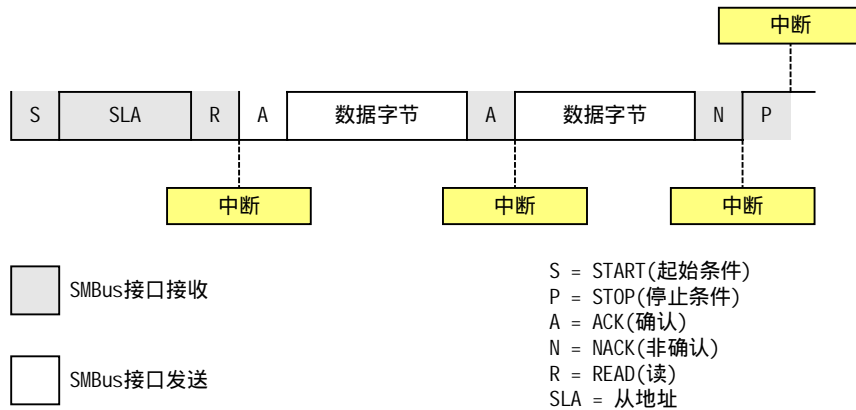 中断
S SLA R A 数据字节 A 数据字节 N P
中断 中断 中断
SMBus接口接收
SMBus接口发送
S = START(起始条件)
P = STOP(停止条件)
A = ACK(确认)
N = NACK(非确认)
R = READ(读)
SLA = 从地址